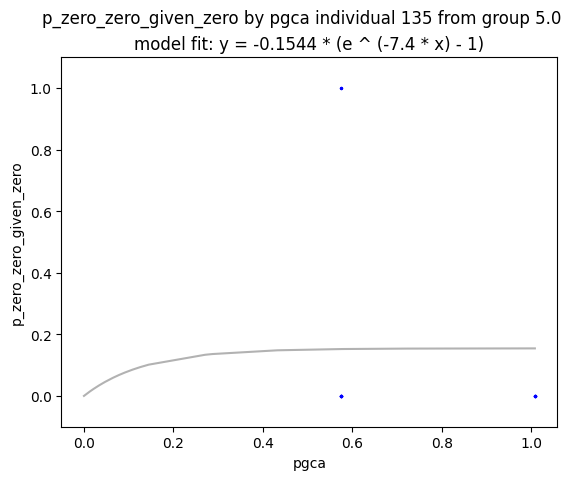 p_zero_zero_given_zero by pgca individual 135 from group 5.0
model fit: y = -0.1544 * (e ^ (-7.4 * x) - 1)
1.0
0.8
0.6
0.4
0.2
0.0
p_zero_zero_given_zero
0.0 0.2 0.4 0.6 0.8 1.0
pgca